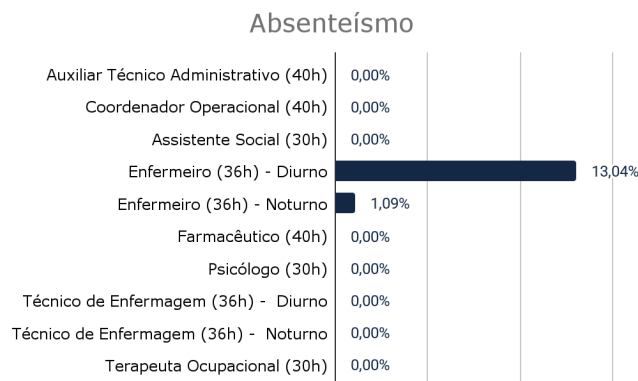 Absenteísmo
Auxiliar Técnico Administrativo (40h) 0,00%
Coordenador Operacional (40h) 0,00%
Assistente Social (30h) 0,00%
Enfermeiro (36h) - Diurno 13,04%
Enfermeiro (36h) - Noturno 1,09%
Farmacêutico (40h) 0,00%
Psicólogo (30h) 0,00%
Técnico de Enfermagem (36h) -  Diurno 0,00%
Técnico de Enfermagem (36h) -  Noturno 0,00%
Terapeuta Ocupacional (30h) 0,00%